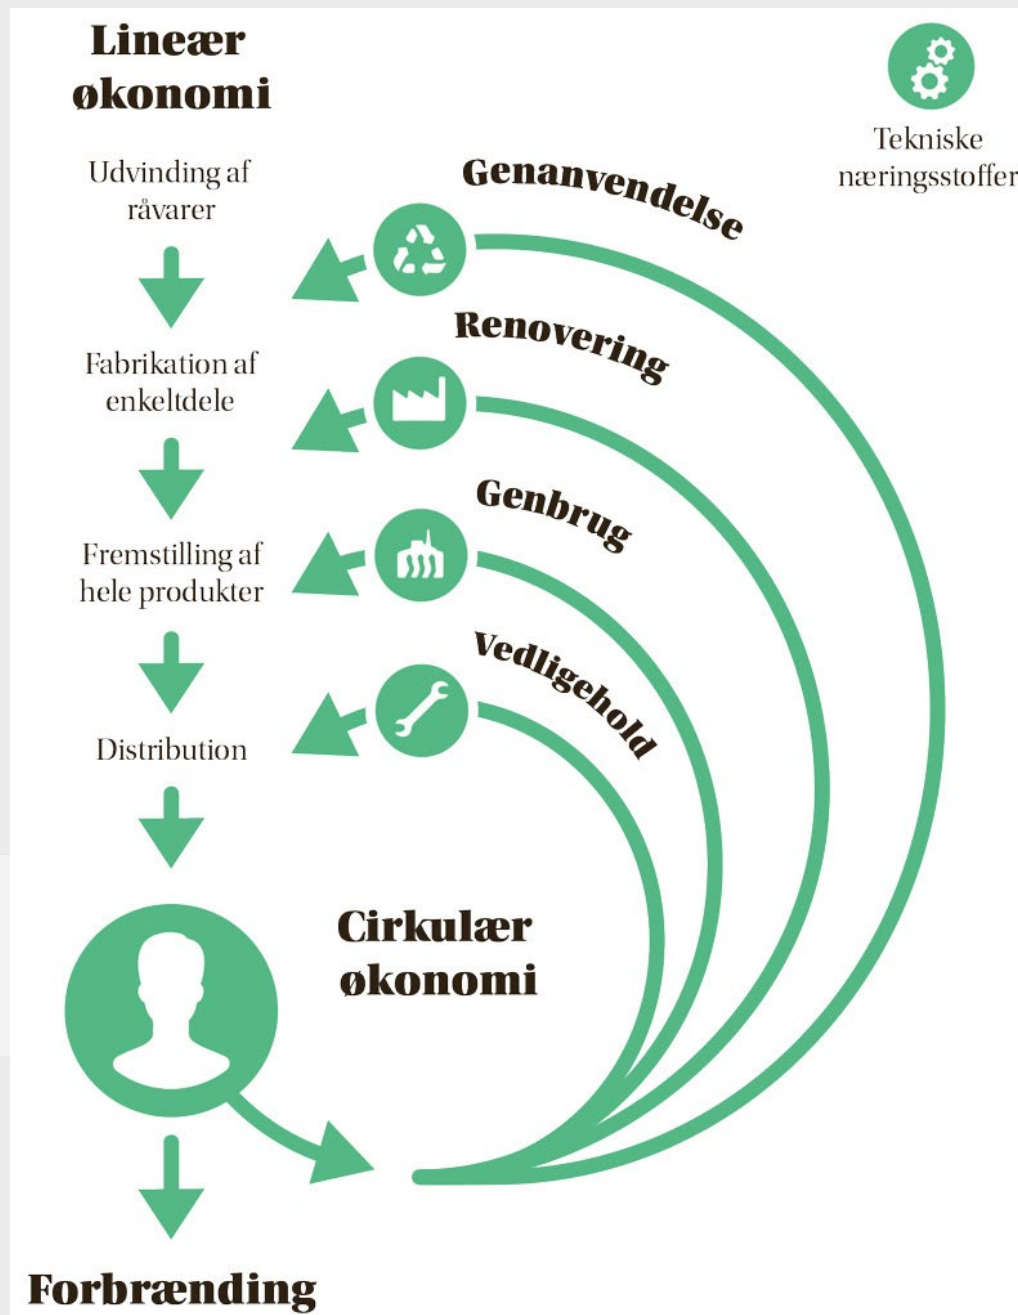 Lineær
økonomi
Udvinding af
råvarer
Fabrikation af
enkeltdele
Fremstilling af
hele produkter
Distribution
Tekniske
næringsstoffer
Genanvendelse
Renovering
Genbrug
Vedligehold
Cirkulær
økonomi
Forbrænding